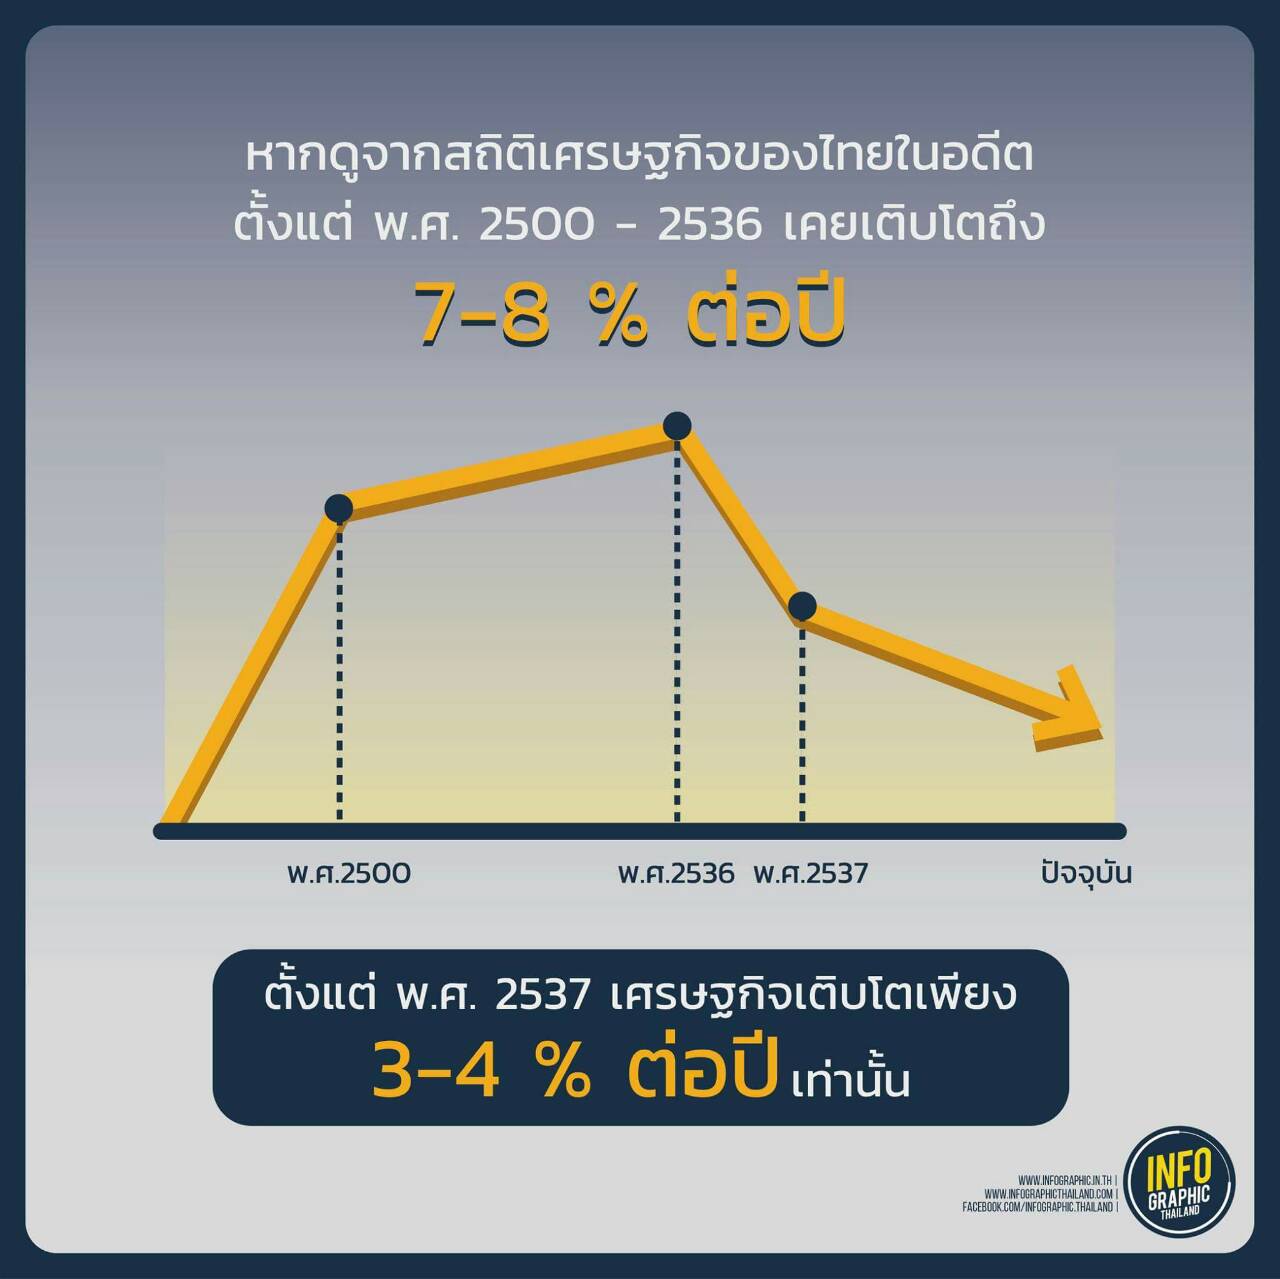 หากดูจากสถิติเศรษฐกิจของไทยในอดีต
ตั้งแต่ พ.ศ. 2500 - 2536 เคยเติบโตถึง
7-8 % ต่อปี
พ.ศ.2500
พ.ศ.2536
พ.ศ.2537
ปัจจุบัน
ตั้งแต่ พ.ศ. 2537 เศรษฐกิจเติบโตเพียง
3-4 % ต่อปี เท่านั้น
WWW.INFOGRAPHIC.IN.TH |
WWW.INFOGRAPHICTHAILAND.COM |
FACEBOOK.COM/INFOGRAPHIC.THAILAND |
INFO
GRAPHIC
THAILAND